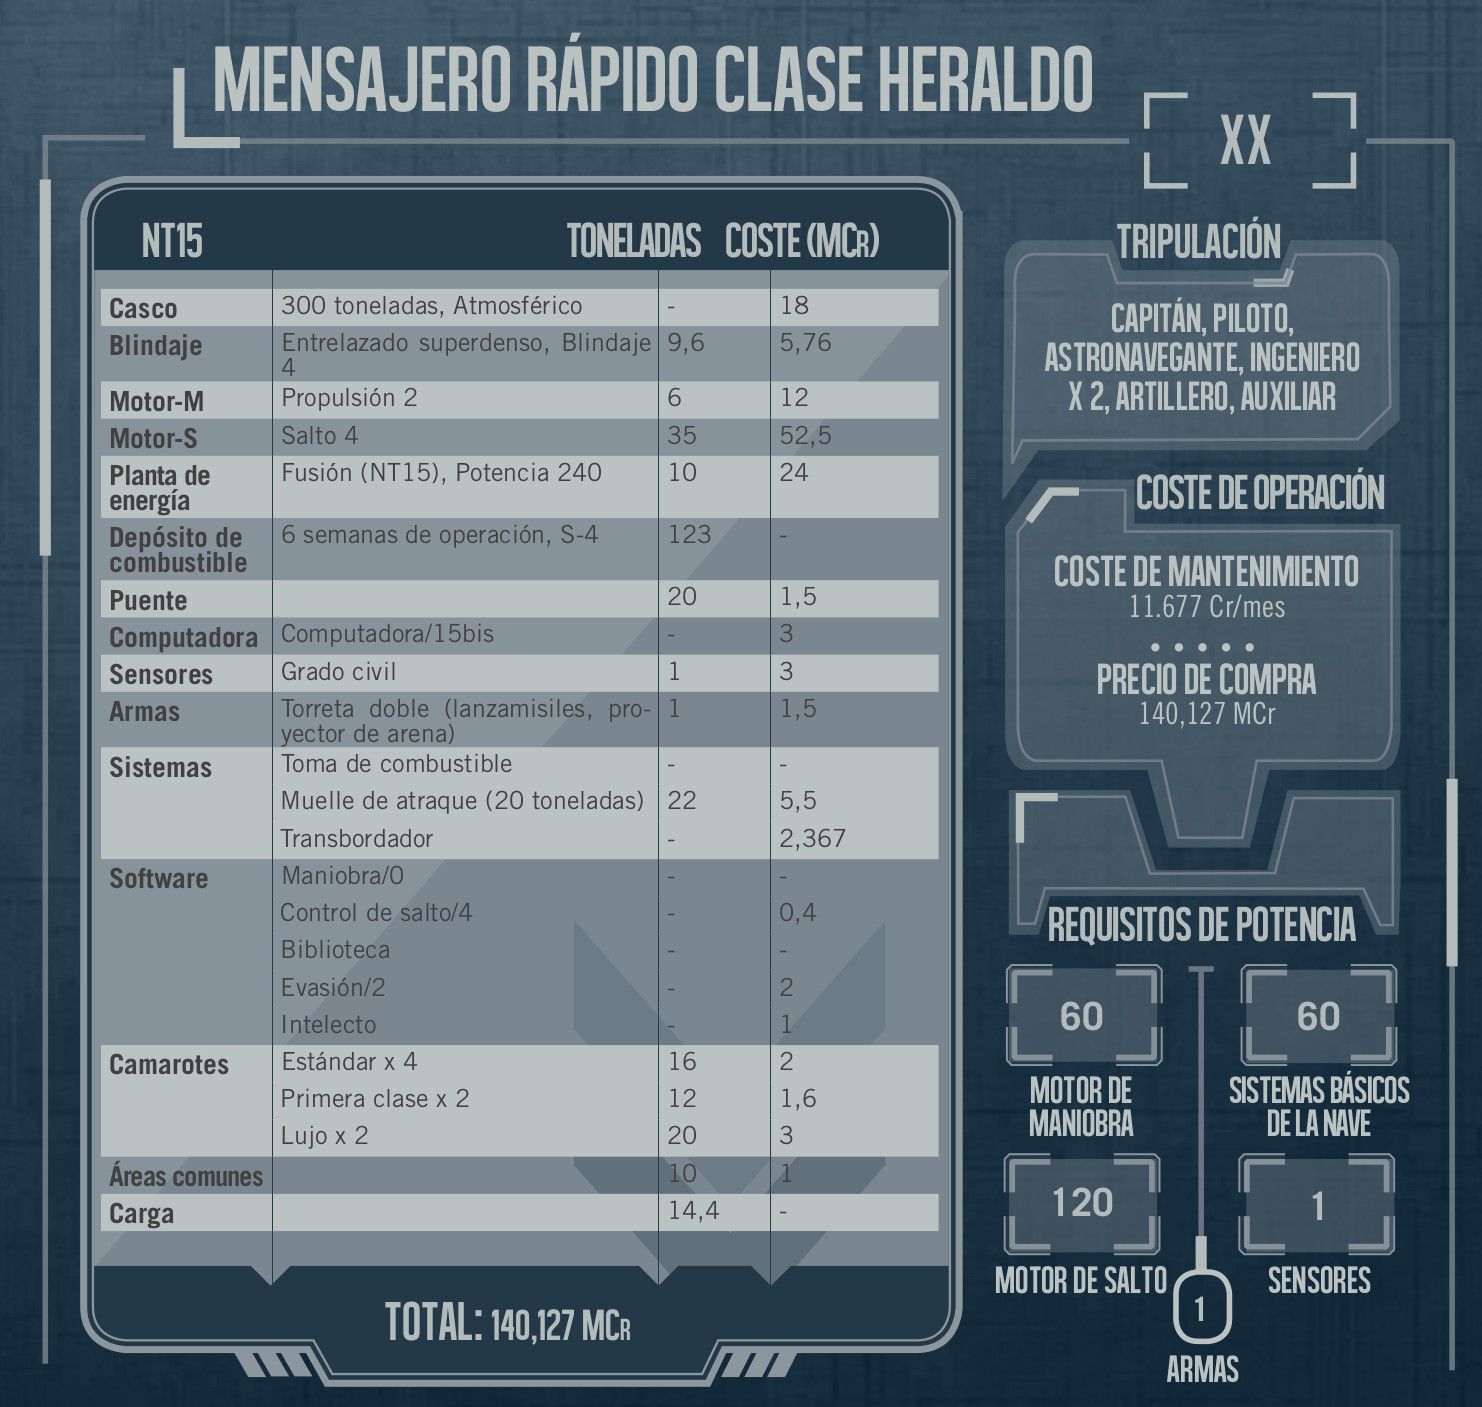 MENSAJERO RÁPIDO CLASE HERALDO
XX
NT15 TONELADAS COSTE (MCR)
Casco 300 toneladas, Atmosférico - 18
Blindaje Entrelazado superdenso, Blindaje 9,6 5,76
4
Motor-M Propulsión 2 6 12
Motor-S Salto 4 35 52,5
Planta de Fusión (NT15), Potencia 240 10 24
energía
Depósito de 6 semanas de operación, S-4 123 -
combustible
Puente 20 1,5
Computadora Computadora/15bis - 3
Sensores Grado civil 1 3
Armas Torreta doble (lanzamisiles, pro- 1 1,5
yector de arena)
Sistemas Toma de combustible - -
Muelle de atraque (20 toneladas) 22 5,5
Transbordador - 2,367
Software Maniobra/0 - -
Control de salto/4 - 0,4
Biblioteca - -
Evasión/2 - 2
Intelecto - 1
Camarotes Estándar x 4 16 2
Primera clase x 2 12 1,6
Lujo x 2 20 3
Áreas comunes 10 1
Carga 14,4 -
TOTAL: 140,127 MCR
TRIPULACIÓN
CAPITÁN, PILOTO,
ASTRONAVEGANTE, INGENIERO
X 2, ARTILLERO, AUXILIAR
COSTE DE OPERACIÓN
COSTE DE MANTENIMIENTO
11.677 Cr/mes
• • • • •
PRECIO DE COMPRA
140,127 MCr
REQUISITOS DE POTENCIA
60 60
MOTOR DE SISTEMAS BÁSICOS
MANIOBRA DE LA NAVE
120 1
MOTOR DE SALTO SENSORES
1
ARMAS